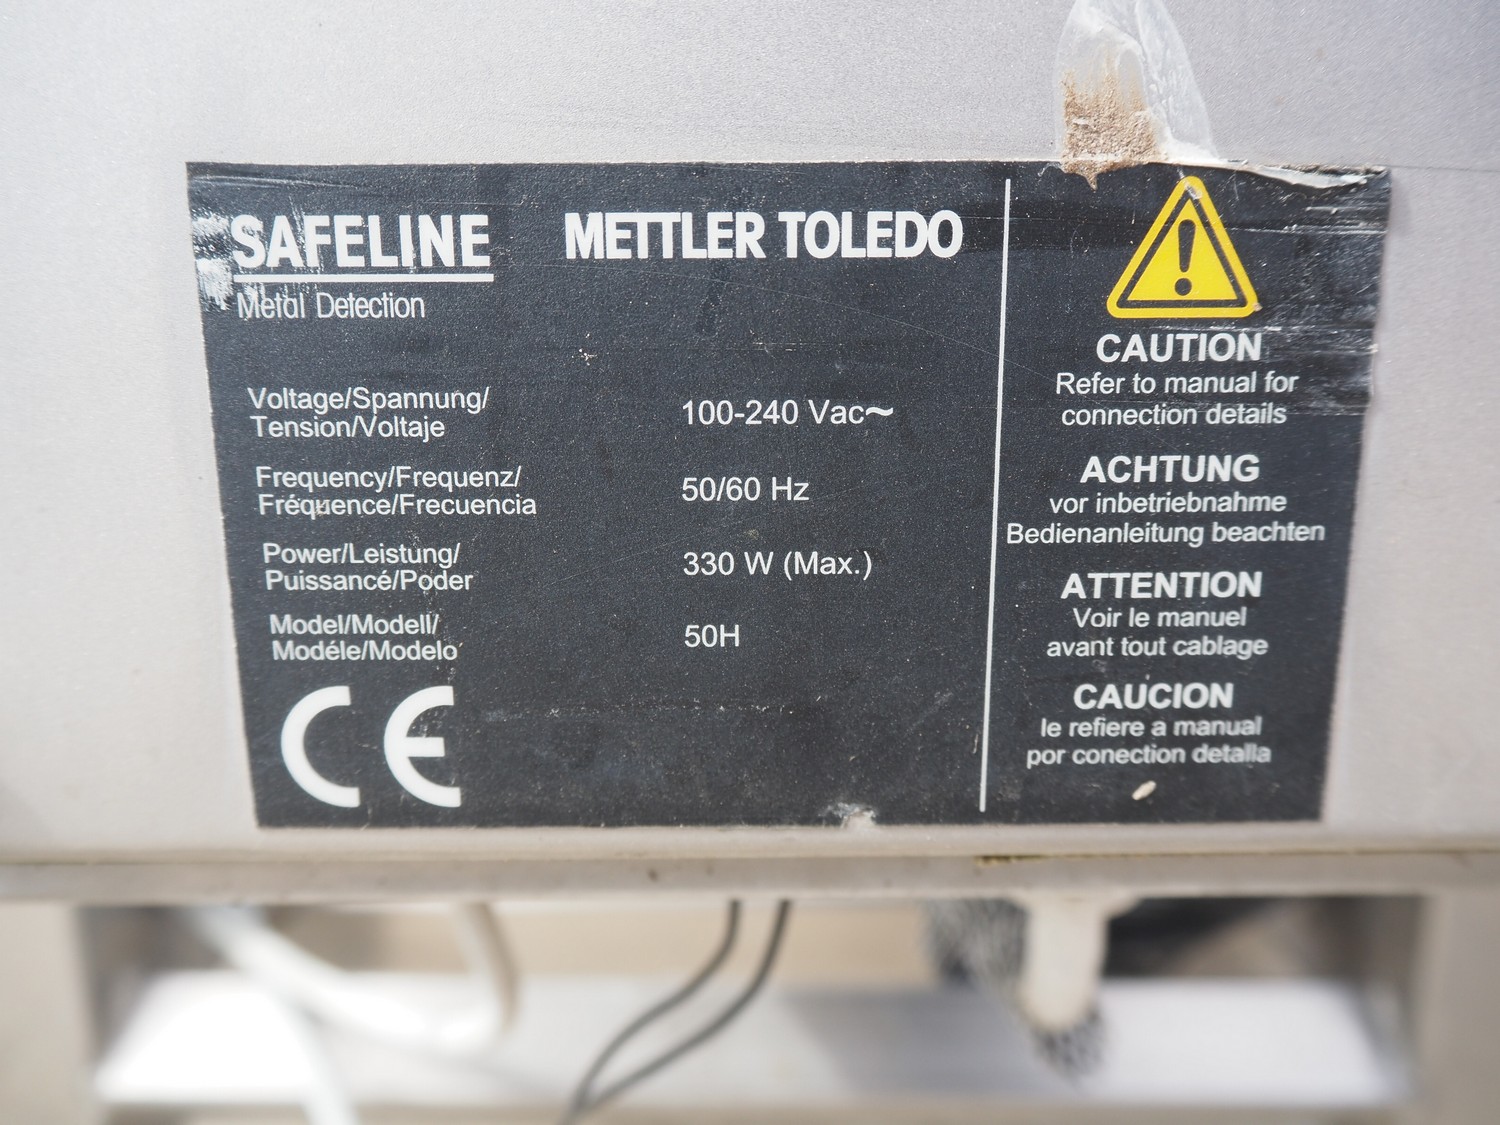 SAFELINE
Metal Detection
METTLER TOLEDO
Voltage/Spannung/
Tension/Voltaje
100-240 Vac~
Frequency/Frequenz/
Fréquence/Frecuencia
50/60 Hz
Power/Leistung/
Puissancé/Poder
330 W (Max.)
Model/Modell/
Modéle/Modelo
50H
CE
CAUTION
Refer to manual for
connection details
ACHTUNG
vor inbetriebnahme
Bedienanleitung beachten
ATTENTION
Voir le manuel
avant tout cablage
CAUCION
le refiere a manual
por conection detalla